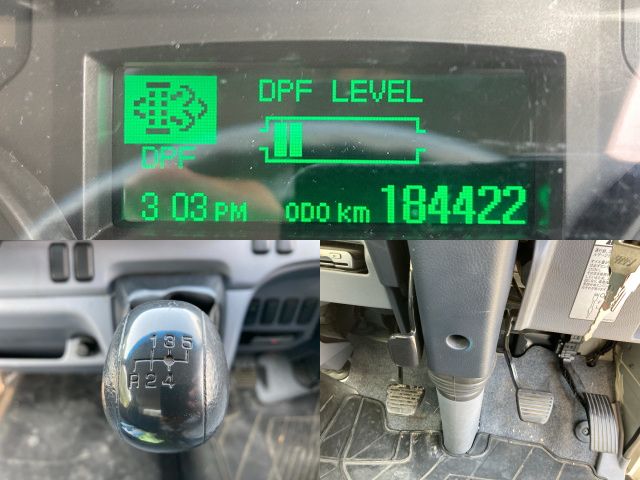 DPF LEVEL
DPF
3 03 PM ODO km 184422
1 3 5
R 2 4